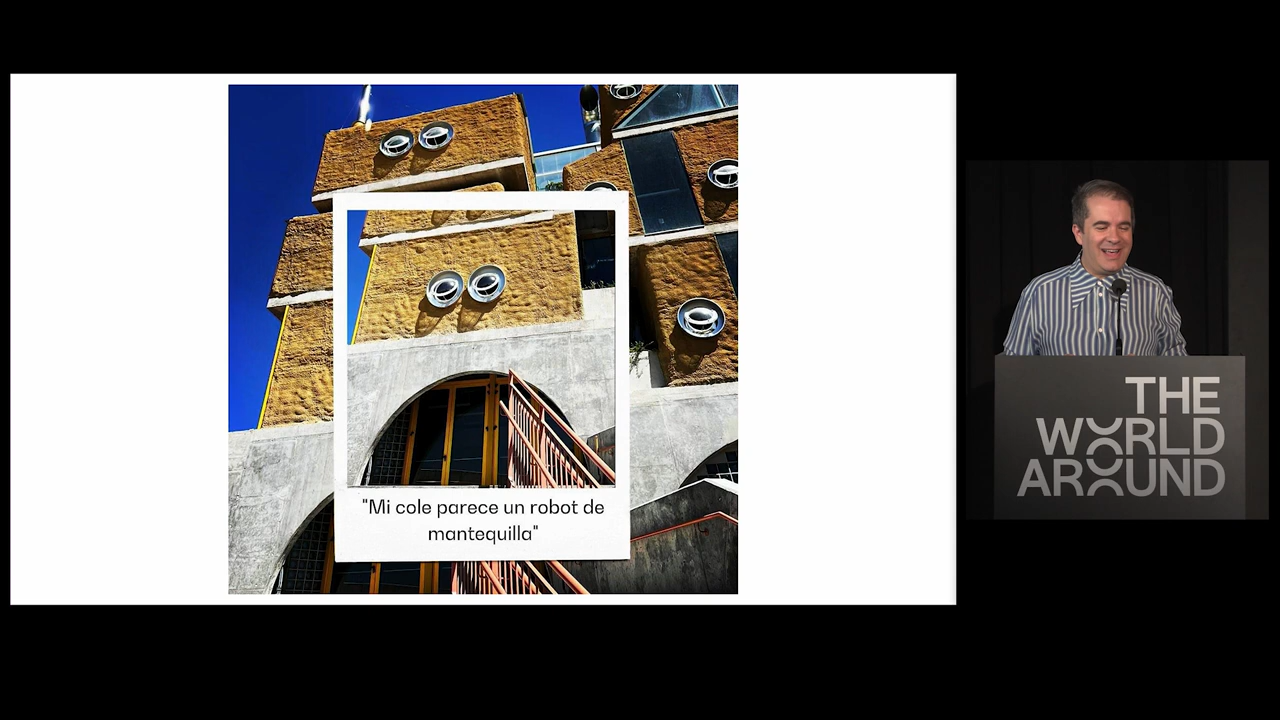 "Mi cole parece un robot de
mantequilla"
THE
WORLD
AROUND